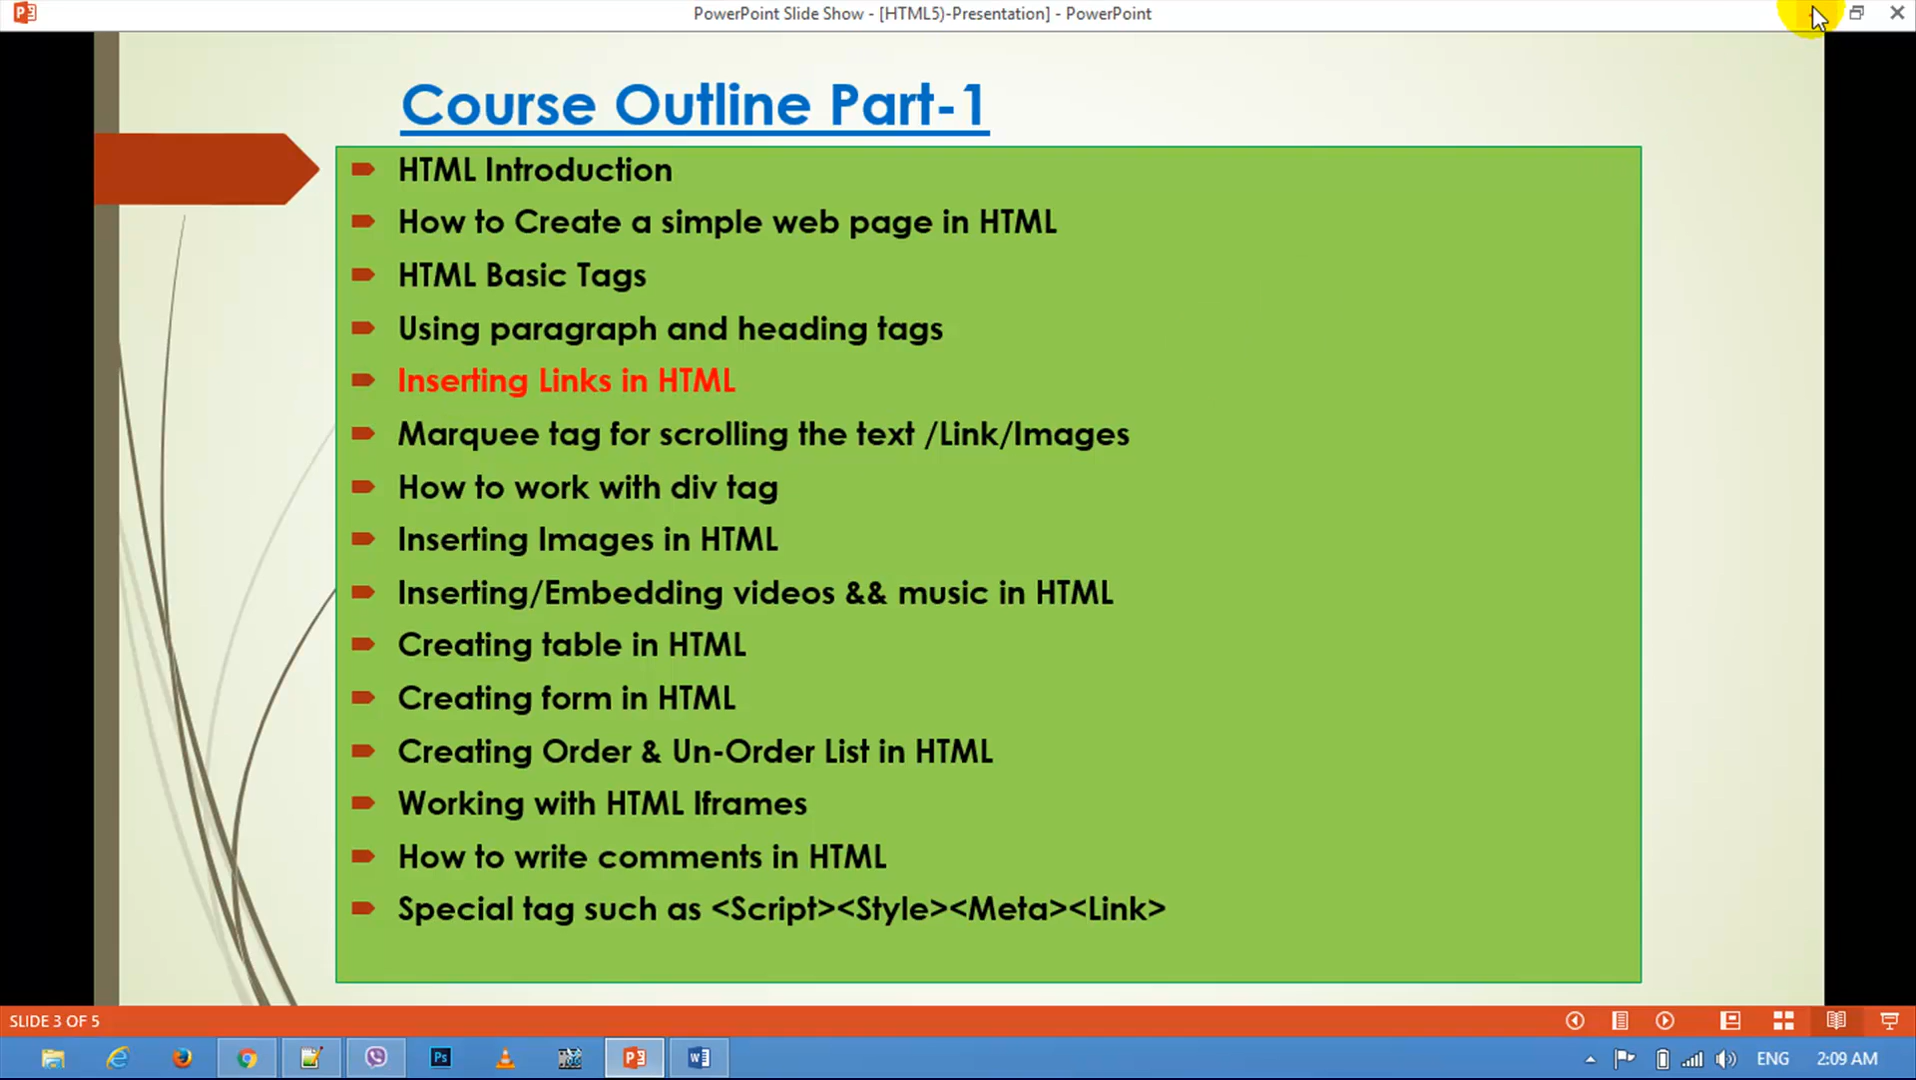 PowerPoint Slide Show - [HTML5)-Presentation] - PowerPoint
Course Outline Part-1
HTML Introduction
How to Create a simple web page in HTML
HTML Basic Tags
Using paragraph and heading tags
Inserting Links in HTML
Marquee tag for scrolling the text /Link/Images
How to work with div tag
Inserting Images in HTML
Inserting/Embedding videos && music in HTML
Creating table in HTML
Creating form in HTML
Creating Order & Un-Order List in HTML
Working with HTML Iframes
How to write comments in HTML
Special tag such as <Script><Style><Meta><Link>
SLIDE 3 OF 5
ENG 2:09 AM